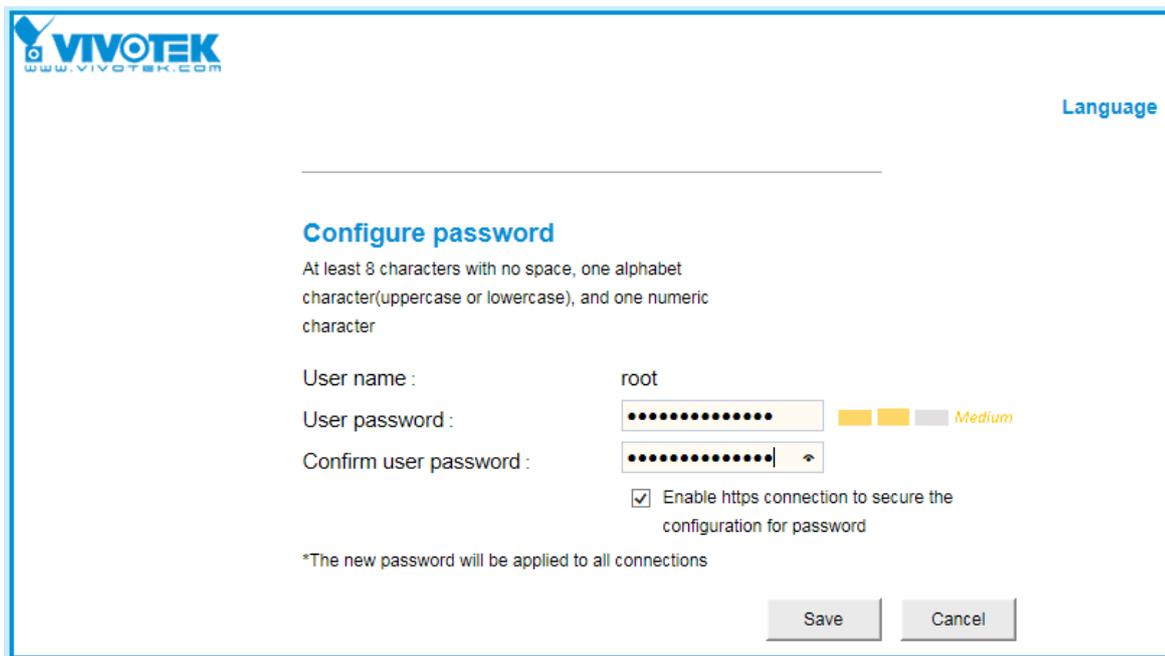 VIVOTEK
www.vivotek.com
Language
Configure password
At least 8 characters with no space, one alphabet
character(uppercase or lowercase), and one numeric
character
User name :
root
User password :
••••••••••••••
Medium
Confirm user password :
••••••••••••••
Enable https connection to secure the
configuration for password
*The new password will be applied to all connections
Save
Cancel